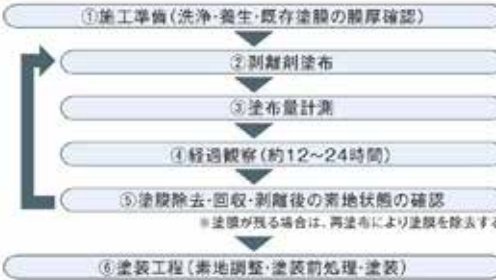 ①施工準備(洗浄・養生・既存塗膜の膜厚確認)
②剥離剤塗布
③塗布量計測
④経過観察(約12～24時間)
⑤塗膜除去・回収・剥離後の素地状態の確認
※塗膜が残る場合は、再塗布により塗膜を除去する
⑥塗装工程(素地調整・塗装前処理・塗装)